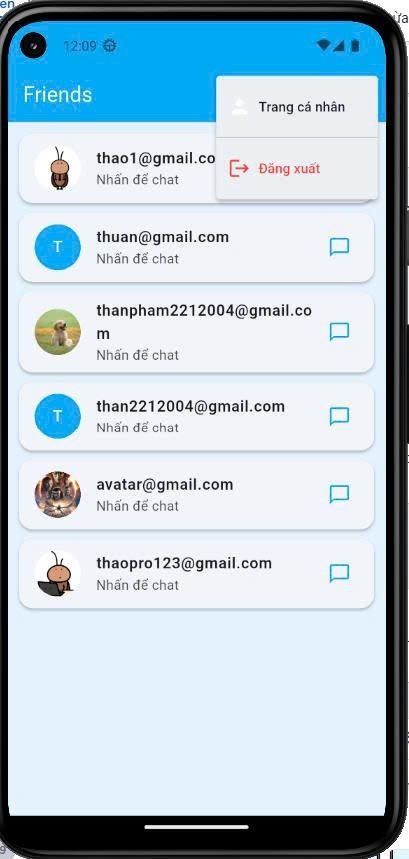 en
ừa
12:09
Friends
Trang cá nhân
Đăng xuất
thao1@gmail.co
Nhấn để chat
T
thuan@gmail.com
Nhấn để chat
thanpham2212004@gmail.co
m
Nhấn để chat
T
than2212004@gmail.com
Nhấn để chat
avatar@gmail.com
Nhấn để chat
thaopro123@gmail.com
Nhấn để chat